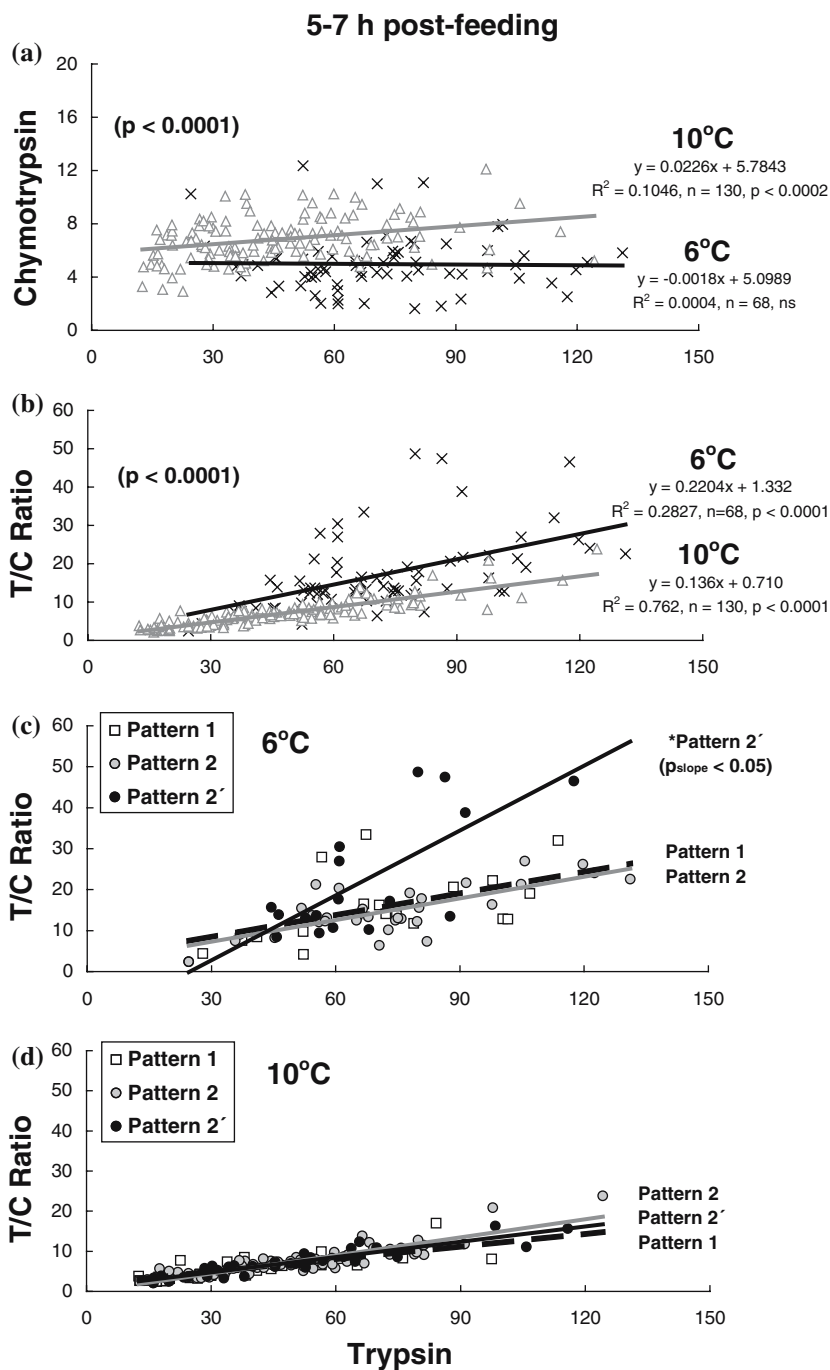 5-7 h post-feeding
(a)
Chymotrypsin
20
16
12
8
4
0
0 30 60 90 120 150
(p < 0.0001)
10°C
y = 0.0226x + 5.7843
R² = 0.1046, n = 130, p < 0.0002
6°C
y = -0.0018x + 5.0989
R² = 0.0004, n = 68, ns
(b)
T/C Ratio
60
50
40
30
20
10
0
0 30 60 90 120 150
(p < 0.0001)
6°C
y = 0.2204x + 1.332
R² = 0.2827, n=68, p < 0.0001
10°C
y = 0.136x + 0.710
R² = 0.762, n = 130, p < 0.0001
(c)
T/C Ratio
60
50
40
30
20
10
0
0 30 60 90 120 150
Pattern 1
Pattern 2
Pattern 2´
6°C
*Pattern 2´
(pslope < 0.05)
Pattern 1
Pattern 2
(d)
T/C Ratio
60
50
40
30
20
10
0
0 30 60 90 120 150
Pattern 1
Pattern 2
Pattern 2´
10°C
Pattern 2
Pattern 2´
Pattern 1
Trypsin